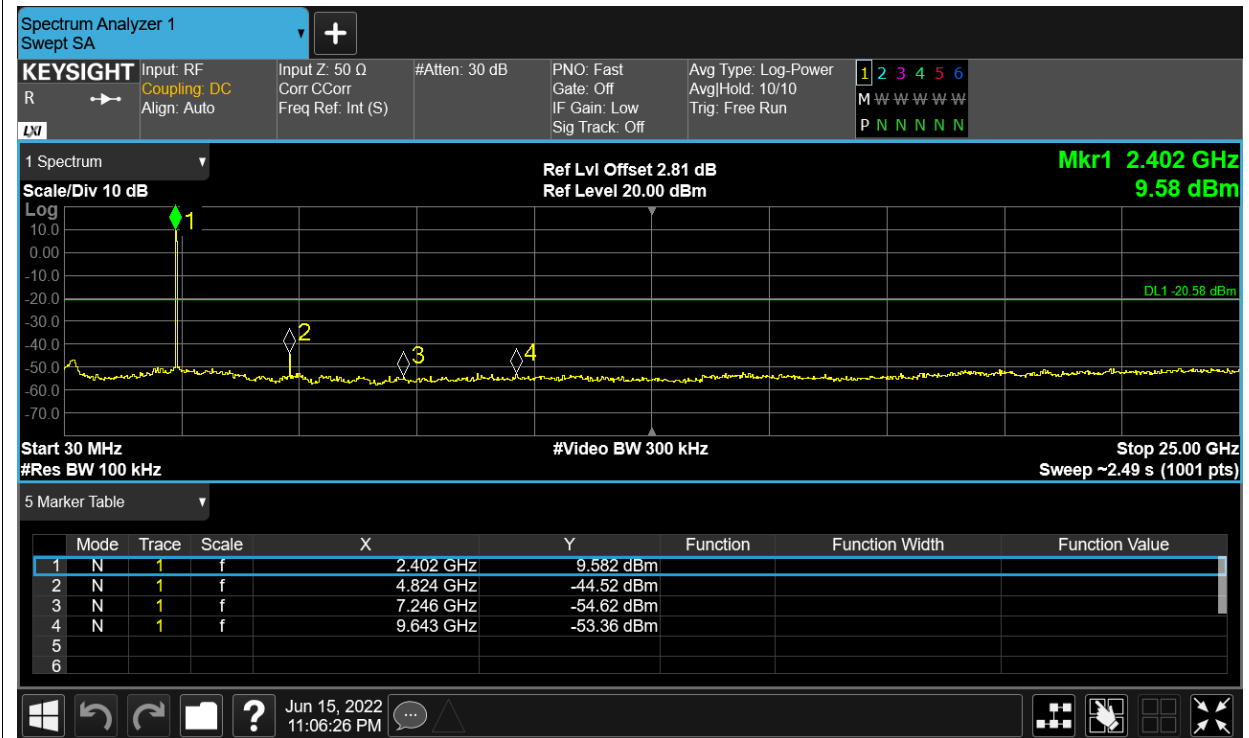 Spectrum Analyzer 1
Swept SA
KEYSIGHT
R
LXI
Input: RF
Coupling: DC
Align: Auto
Input Z: 50 Ω
Corr CCorr
Freq Ref: Int (S)
#Atten: 30 dB
PNO: Fast
Gate: Off
IF Gain: Low
Sig Track: Off
Avg Type: Log-Power
Avg|Hold: 10/10
Trig: Free Run
1 2 3 4 5 6
M W W W W W
P N N N N N
1 Spectrum
Scale/Div 10 dB
Ref Lvl Offset 2.81 dB
Ref Level 20.00 dBm
Mkr1 2.402 GHz
9.58 dBm
Log
10.0
0.00
-10.0
-20.0
-30.0
-40.0
-50.0
-60.0
-70.0
1
2
3
4
DL1 -20.58 dBm
Start 30 MHz
#Video BW 300 kHz
Stop 25.00 GHz
#Res BW 100 kHz
Sweep ~2.49 s (1001 pts)
5 Marker Table
Mode Trace Scale X Y Function Function Width Function Value
1 N 1 f 2.402 GHz 9.582 dBm
2 N 1 f 4.824 GHz -44.52 dBm
3 N 1 f 7.246 GHz -54.62 dBm
4 N 1 f 9.643 GHz -53.36 dBm
5
6
?
Jun 15, 2022
11:06:26 PM